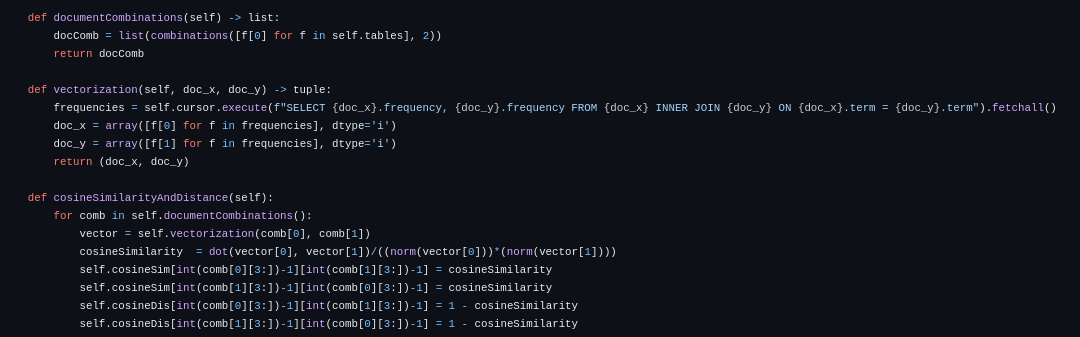 def documentCombinations(self) -> list:
    docComb = list(combinations([f[0] for f in self.tables], 2))
    return docComb

def vectorization(self, doc_x, doc_y) -> tuple:
    frequencies = self.cursor.execute(f"SELECT {doc_x}.frequency, {doc_y}.frequency FROM {doc_x} INNER JOIN {doc_y} ON {doc_x}.term = {doc_y}.term").fetchall()
    doc_x = array([f[0] for f in frequencies], dtype='i')
    doc_y = array([f[1] for f in frequencies], dtype='i')
    return (doc_x, doc_y)

def cosineSimilarityAndDistance(self):
    for comb in self.documentCombinations():
        vector = self.vectorization(comb[0], comb[1])
        cosineSimilarity  = dot(vector[0], vector[1])/((norm(vector[0]))*(norm(vector[1])))
        self.cosineSim[int(comb[0][3:])-1][int(comb[1][3:])-1] = cosineSimilarity
        self.cosineSim[int(comb[1][3:])-1][int(comb[0][3:])-1] = cosineSimilarity
        self.cosineDis[int(comb[0][3:])-1][int(comb[1][3:])-1] = 1 - cosineSimilarity
        self.cosineDis[int(comb[1][3:])-1][int(comb[0][3:])-1] = 1 - cosineSimilarity